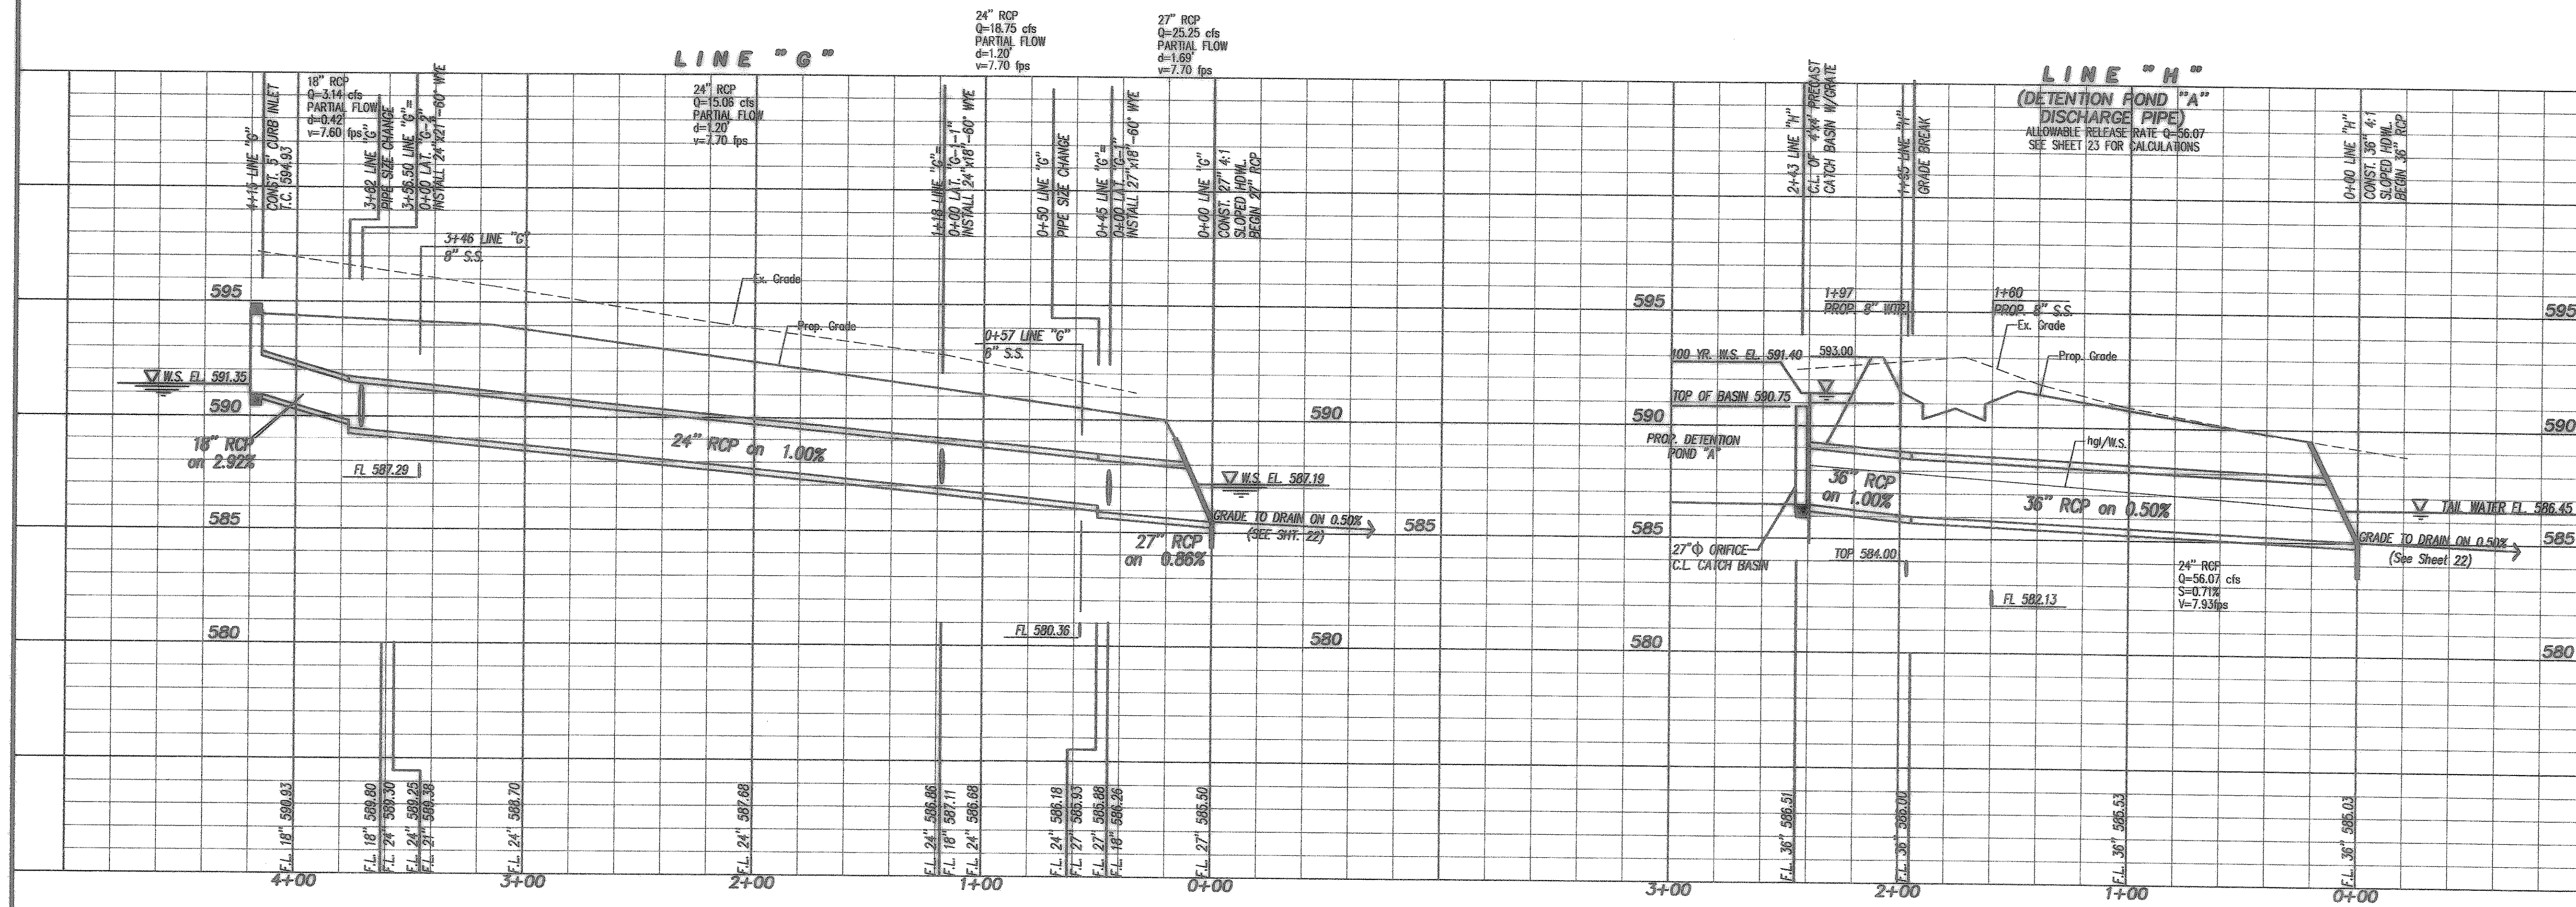 LINE "G"
18" RCP
Q=3.14 cfs
PARTIAL FLOW
d=0.42'
v=7.60 fps
24" RCP
Q=15.06 cfs
PARTIAL FLOW
d=1.20'
v=7.70 fps
24" RCP
Q=18.75 cfs
PARTIAL FLOW
d=1.20'
v=7.70 fps
27" RCP
Q=25.25 cfs
PARTIAL FLOW
d=1.69'
v=7.70 fps
4+15 LINE "G"
CONST. 5' CURB INLET
T.C. 594.93
3+62 LINE "G"
PIPE SIZE CHANGE
3+56.50 LINE "G"=
0+00 LAT. "G-2"
INSTALL 24"x21"-60° WYE
1+18 LINE "G"=
0+00 LAT. "G-1-1"
INSTALL 24"x18"-60° WYE
0+50 LINE "G"
PIPE SIZE CHANGE
0+45 LINE "G"=
0+00 LAT. "G-1"
INSTALL 27"x18"-60° WYE
0+00 LINE "G"
CONST. 27" 4:1
SLOPED HDWL.
BEGIN 27" RCP
3+46 LINE "G"
8" S.S.
Ex. Grade
Prop. Grade
0+57 LINE "G"
S.S.
595
W.S. EL. 591.35
590
18" RCP
on 2.92%
FL 587.29
24" RCP on 1.00%
590
W.S. EL. 587.19
585
GRADE TO DRAIN ON 0.50%
(SEE SHT. 22)
585
27" RCP
on 0.86%
580
FL 580.36
580
F.L. 18" 590.93
F.L. 18" 589.80
F.L. 24" 589.30
F.L. 24" 589.25
F.L. 21" 589.38
F.L. 24" 588.70
F.L. 24" 587.68
F.L. 24" 586.86
F.L. 18" 587.11
F.L. 24" 586.68
F.L. 24" 586.18
F.L. 27" 585.93
F.L. 27" 585.88
F.L. 18" 586.26
F.L. 27" 585.50
4+00
3+00
2+00
1+00
0+00
LINE "H"
(DETENTION POND "A"
DISCHARGE PIPE)
ALLOWABLE RELEASE RATE Q=56.07
SEE SHEET 23 FOR CALCULATIONS
2+43 LINE "H"
C.L. OF 4'x4' PRECAST
CATCH BASIN W/GRATE
1+95 LINE "H"
GRADE BREAK
0+00 LINE "H"
CONST. 36" 4:1
SLOPED HDWL.
BEGIN 36" RCP
595
1+97
PROP. 8" WTR.
1+60
PROP. 8" S.S.
595
Ex. Grade
Prop. Grade
100 YR. W.S. EL. 591.40
593.00
TOP OF BASIN 590.75
590
590
PROP. DETENTION
POND "A"
hgl/W.S.
36" RCP
on 1.00%
36" RCP on 0.50%
TAIL WATER EL. 586.45
585
585
GRADE TO DRAIN ON 0.50%
(See Sheet 22)
27"Φ ORIFICE
C.L. CATCH BASIN
TOP 584.00
FL 582.13
24" RCP
Q=56.07 cfs
S=0.71%
V=7.93fps
580
580
F.L. 36" 586.51
F.L. 36"
F.L. 36" 585.53
F.L. 36" 585.03
3+00
2+00
1+00
0+00